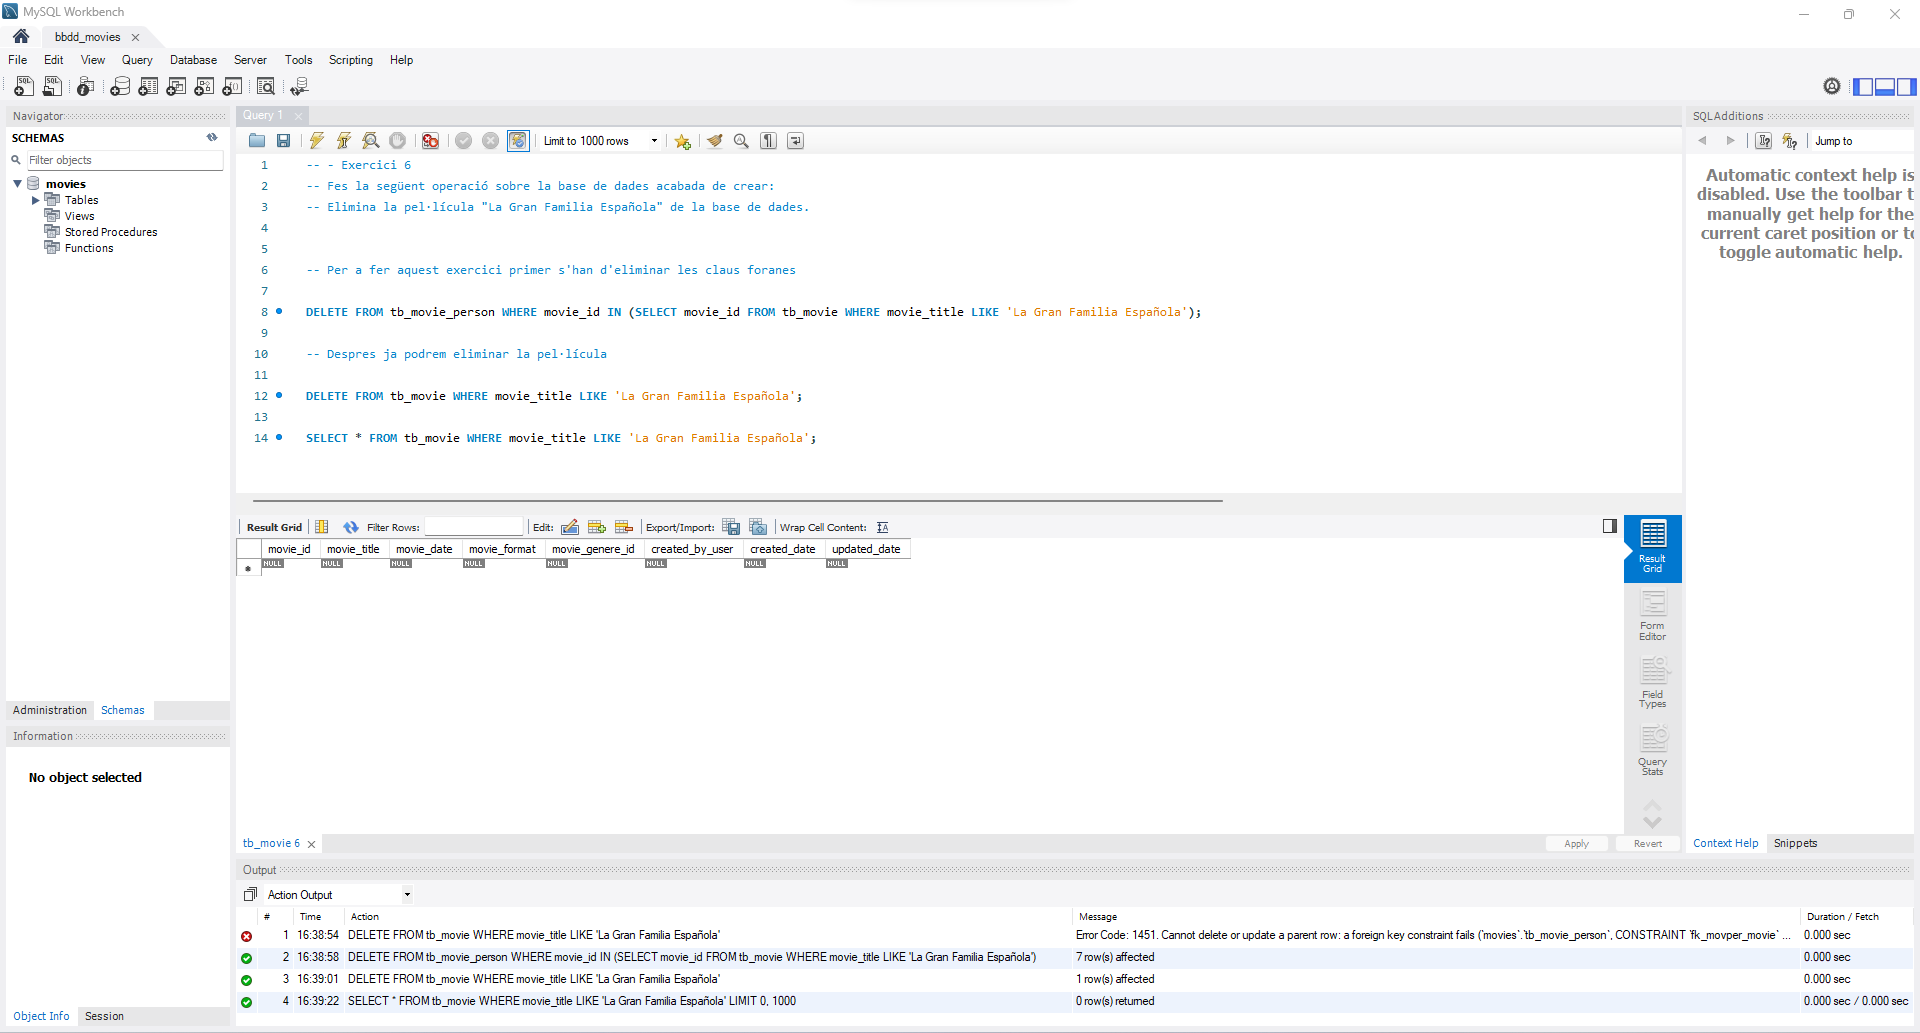 MySQL Workbench
bbdd_movies
File Edit View Query Database Server Tools Scripting Help
Navigator
SCHEMAS
Filter objects
movies
Tables
Views
Stored Procedures
Functions
Administration Schemas
Information
No object selected
Object Info Session
Query 1
Limit to 1000 rows
1 -- - Exercici 6
2 -- Fes la següent operació sobre la base de dades acabada de crear:
3 -- Elimina la pel·lícula "La Gran Familia Española" de la base de dades.
4
5
6 -- Per a fer aquest exercici primer s'han d'eliminar les claus foranes
7
8 DELETE FROM tb_movie_person WHERE movie_id IN (SELECT movie_id FROM tb_movie WHERE movie_title LIKE 'La Gran Familia Española');
9
10 -- Despres ja podrem eliminar la pel·lícula
11
12 DELETE FROM tb_movie WHERE movie_title LIKE 'La Gran Familia Española';
13
14 SELECT * FROM tb_movie WHERE movie_title LIKE 'La Gran Familia Española';
Result Grid Filter Rows: Edit: Export/Import: Wrap Cell Content:
movie_id movie_title movie_date movie_format movie_genere_id created_by_user created_date updated_date
NULL NULL NULL NULL NULL NULL NULL NULL
Result
Grid
Form
Editor
Field
Types
Query
Stats
tb_movie 6
Apply Revert
SQLAdditions
Jump to
Automatic context help is
disabled. Use the toolbar t
manually get help for the
current caret position or to
toggle automatic help.
Context Help Snippets
Output
Action Output
# Time Action Message Duration / Fetch
1 16:38:54 DELETE FROM tb_movie WHERE movie_title LIKE 'La Gran Familia Española' Error Code: 1451. Cannot delete or update a parent row: a foreign key constraint fails (`movies`.`tb_movie_person`, CONSTRAINT `fk_movper_movie` ... 0.000 sec
2 16:38:58 DELETE FROM tb_movie_person WHERE movie_id IN (SELECT movie_id FROM tb_movie WHERE movie_title LIKE 'La Gran Familia Española') 7 row(s) affected 0.000 sec
3 16:39:01 DELETE FROM tb_movie WHERE movie_title LIKE 'La Gran Familia Española' 1 row(s) affected 0.000 sec
4 16:39:22 SELECT * FROM tb_movie WHERE movie_title LIKE 'La Gran Familia Española' LIMIT 0, 1000 0 row(s) returned 0.000 sec / 0.000 sec